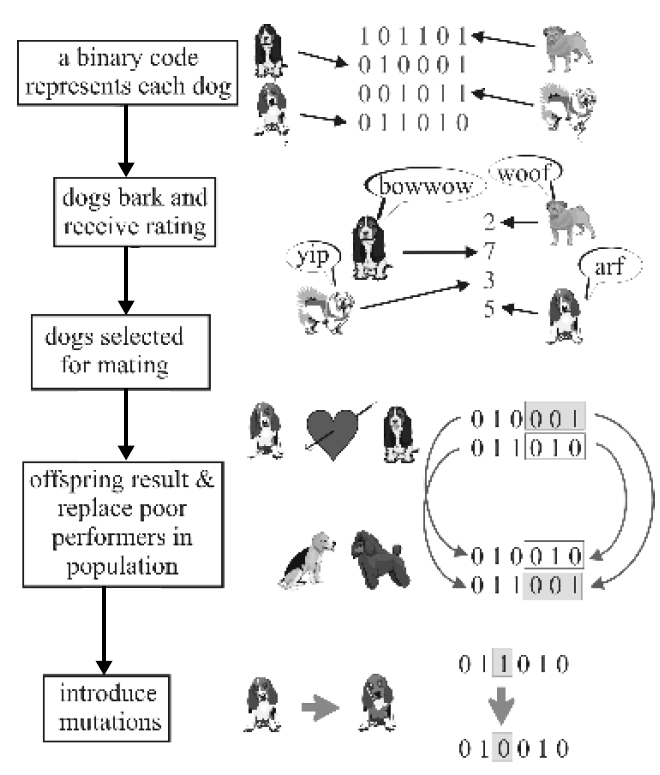 a binary code
represents each dog
1 0 1 1 0 1
0 1 0 0 0 1
0 0 1 0 1 1
0 1 1 0 1 0
dogs bark and
receive rating
bowwow
woof
yip
arf
2
7
3
5
dogs selected
for mating
0 1 0 0 0 1
0 1 1 0 1 0
offspring result &
replace poor
performers in
population
0 1 0 0 1 0
0 1 1 0 0 1
introduce
mutations
0 1 1 0 1 0
0 1 0 0 1 0